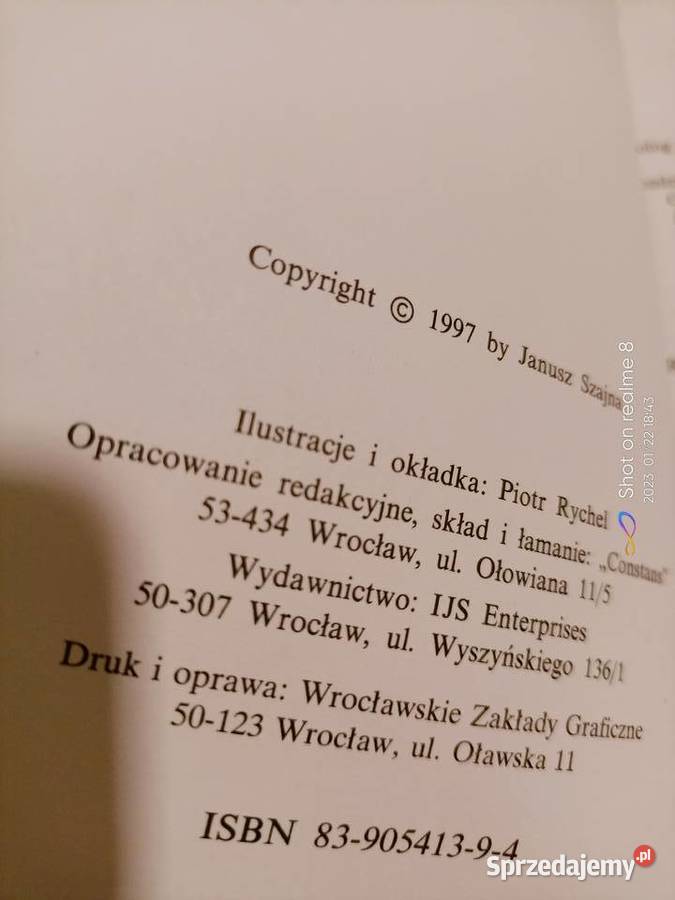 Copyright © 1997 by Janusz Szajna
Ilustracje i okładka: Piotr Rychel
Opracowanie redakcyjne, skład i łamanie: „Constans"
53-434 Wrocław, ul. Ołowiana 11/5
Wydawnictwo: IJS Enterprises
50-307 Wrocław, ul. Wyszyńskiego 136/1
Druk i oprawa: Wrocławskie Zakłady Graficzne
50-123 Wrocław, ul. Oławska 11
ISBN 83-905413-9-4
Shot on realme 8
2023/01/22 18:43
Sprzedajemy.pl